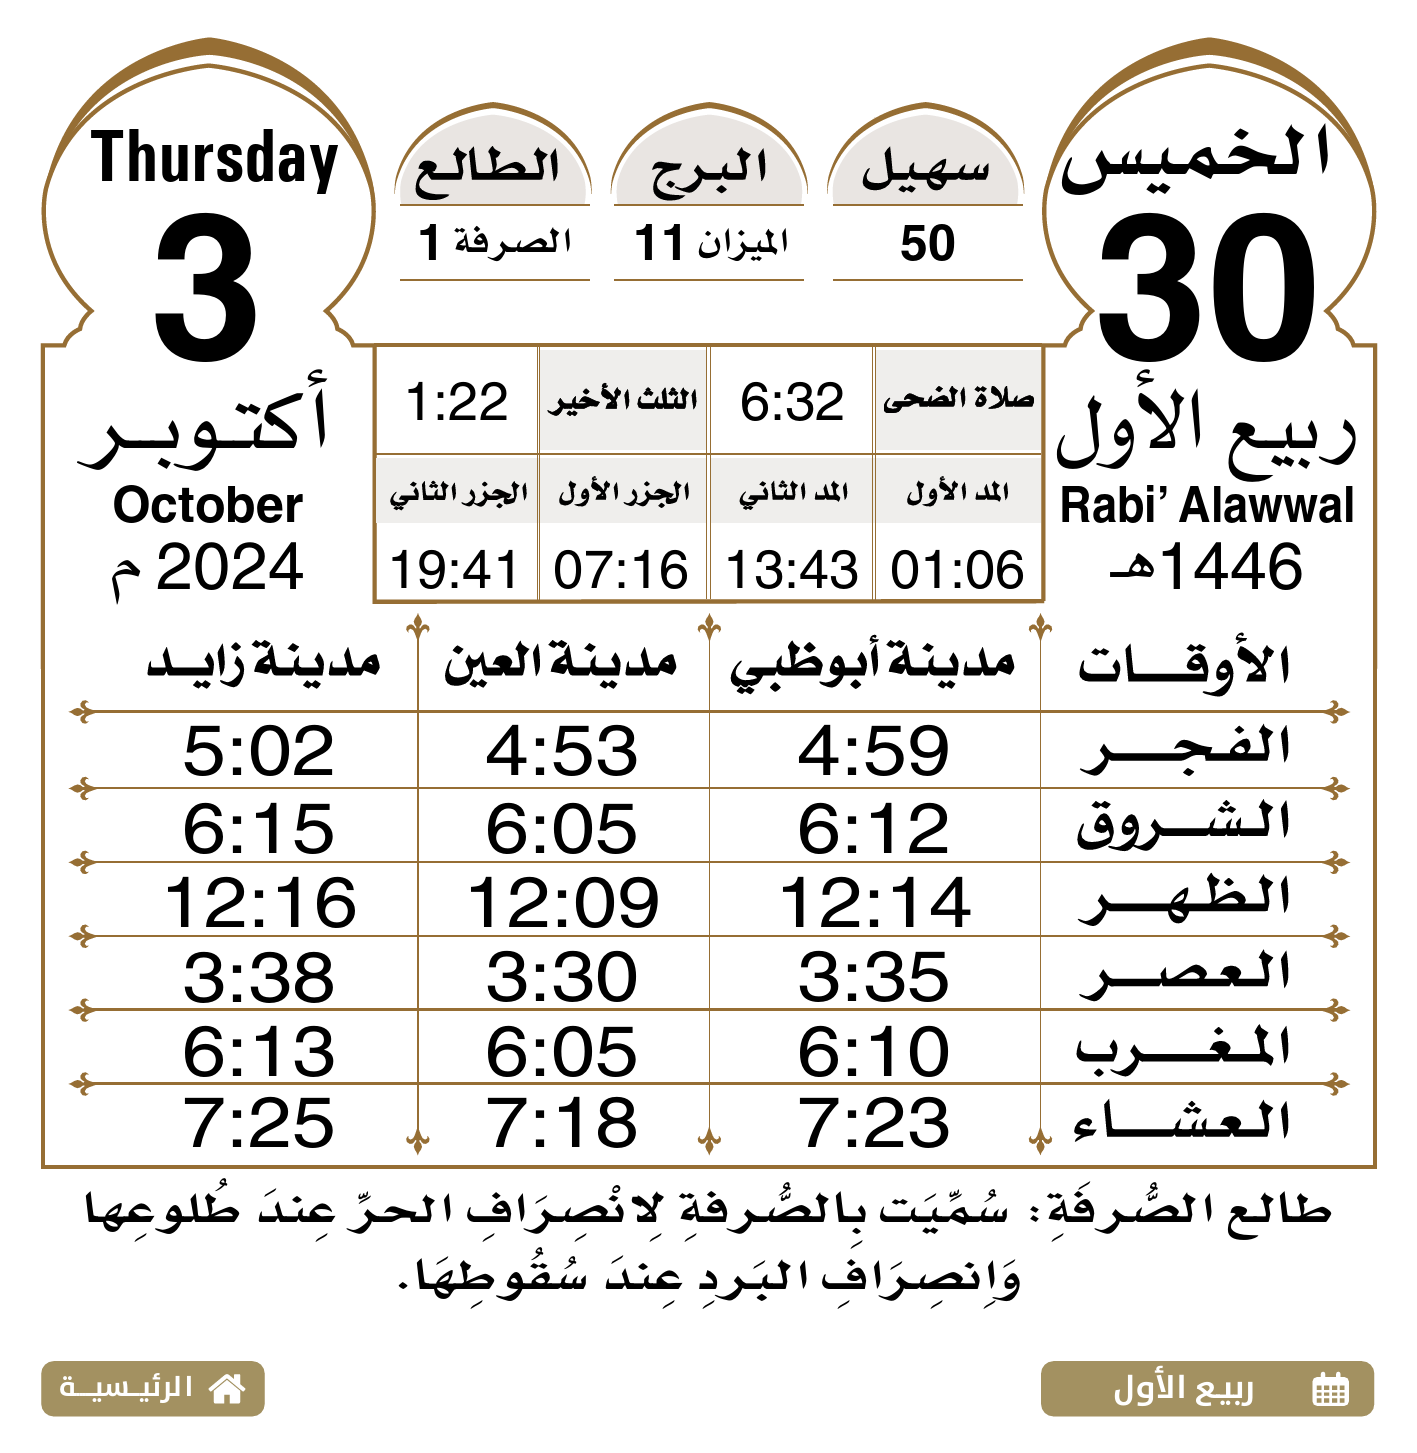 الخميس
30
ربيع الأول
Rabi’ Alawwal
1446هـ
سهيل
50
البرج
الميزان 11
الطالع
الصرفة 1
Thursday
3
أكتوبر
October
2024 م
صلاة الضحى 6:32 الثلث الأخير 1:22
المد الأول المد الثاني الجزر الأول الجزر الثاني
01:06 13:43 07:16 19:41
الأوقات مدينة أبوظبي مدينة العين مدينة زايد
الفجر 4:59 4:53 5:02
الشروق 6:12 6:05 6:15
الظهر 12:14 12:09 12:16
العصر 3:35 3:30 3:38
المغرب 6:10 6:05 6:13
العشاء 7:23 7:18 7:25
طالع الصُّرفَةِ: سُمِّيَت بِالصُّرفةِ لِانْصِرَافِ الحرِّ عِندَ طُلوعِها
وَاِنصِرَافِ البَردِ عِندَ سُقُوطِهَا.
ربيع الأول
الرئيسية